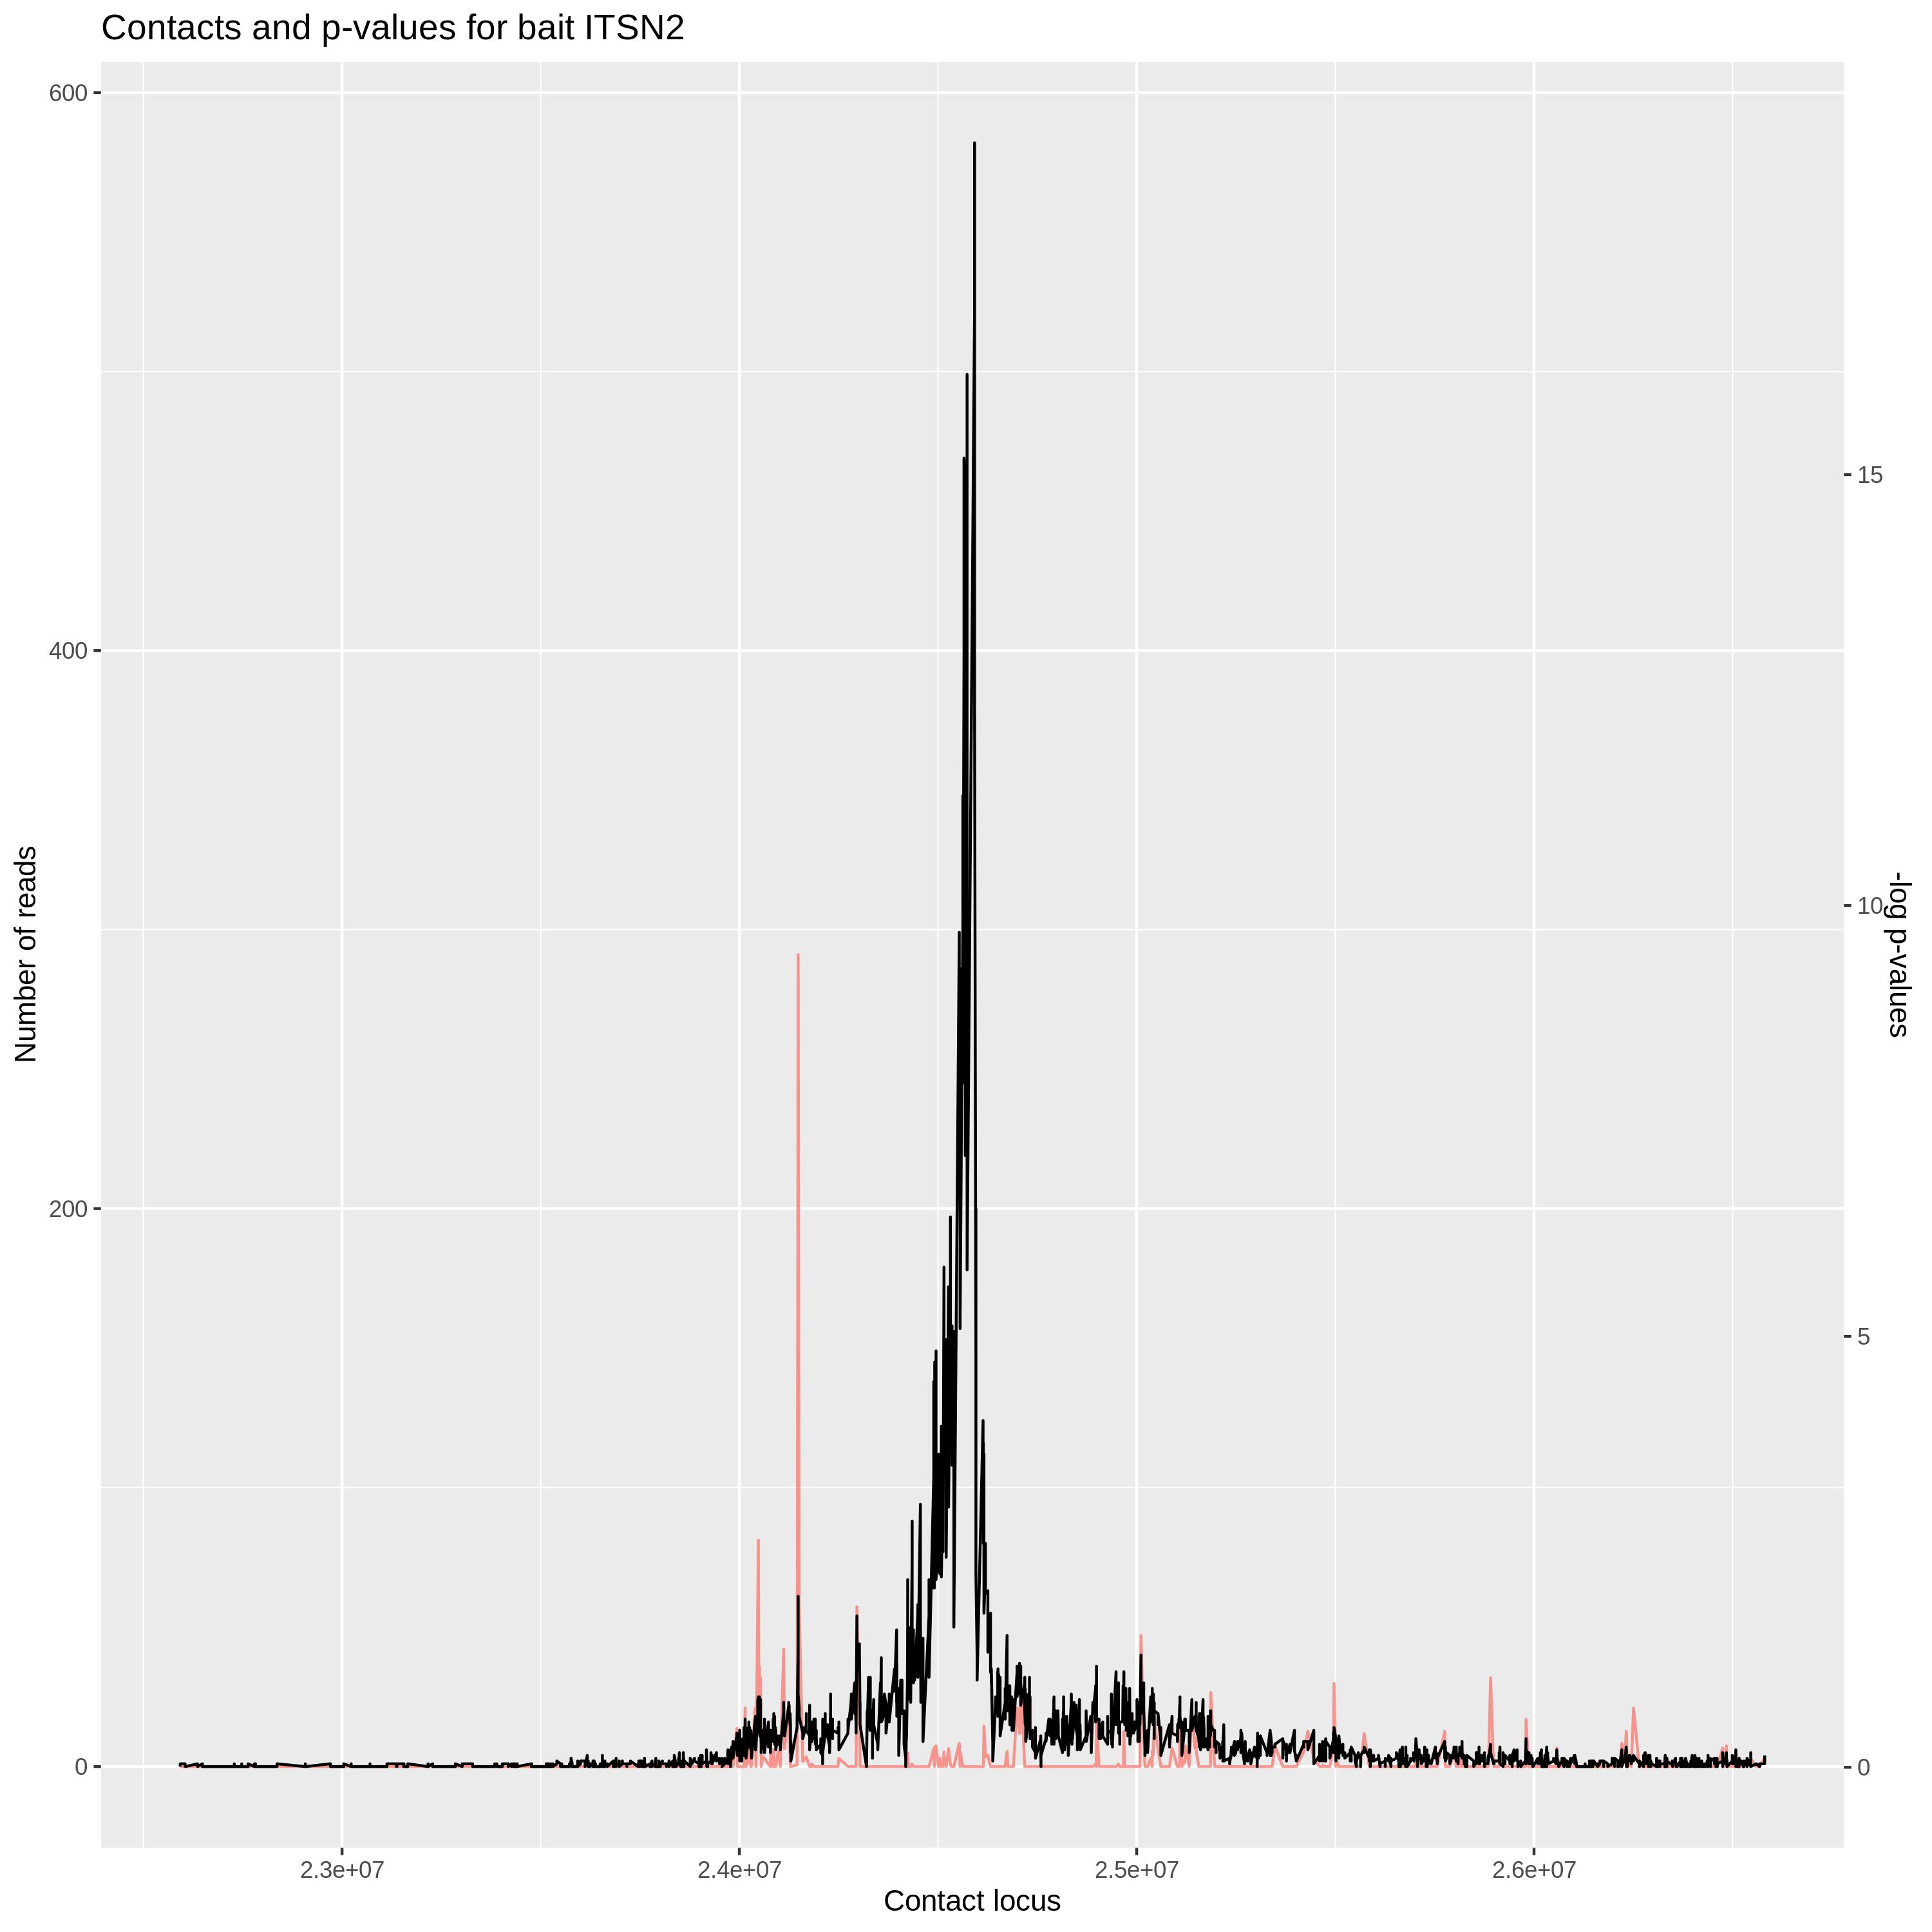 Contacts and p-values for bait ITSN2
600
400
200
0
Number of reads
15
10
5
0
-log p-values
2.3e+07
2.4e+07
2.5e+07
2.6e+07
Contact locus